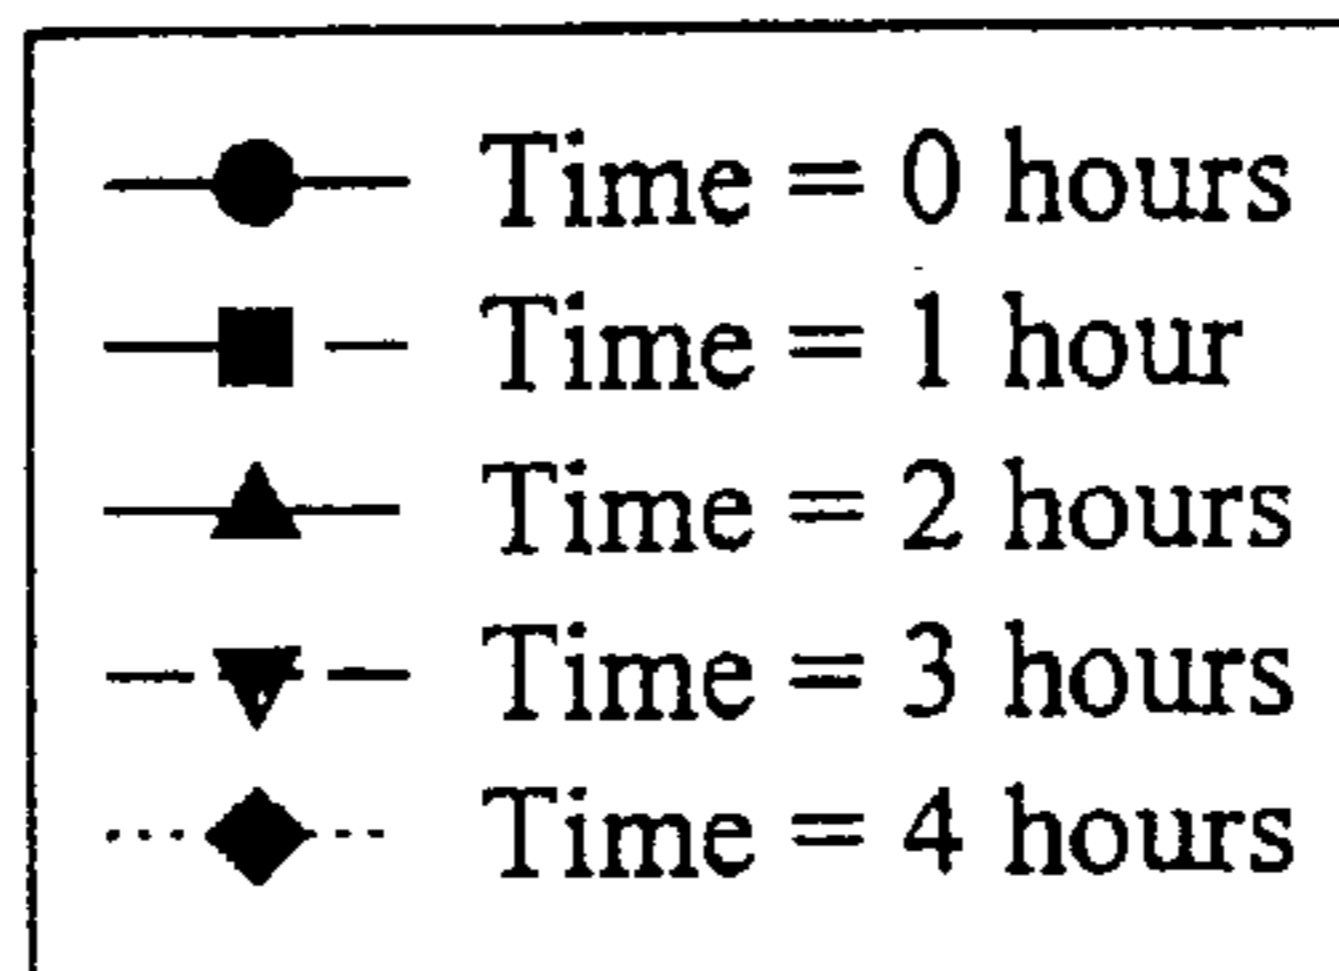 Time = 0 hours
Time = 1 hour
Time = 2 hours
Time = 3 hours
Time = 4 hours